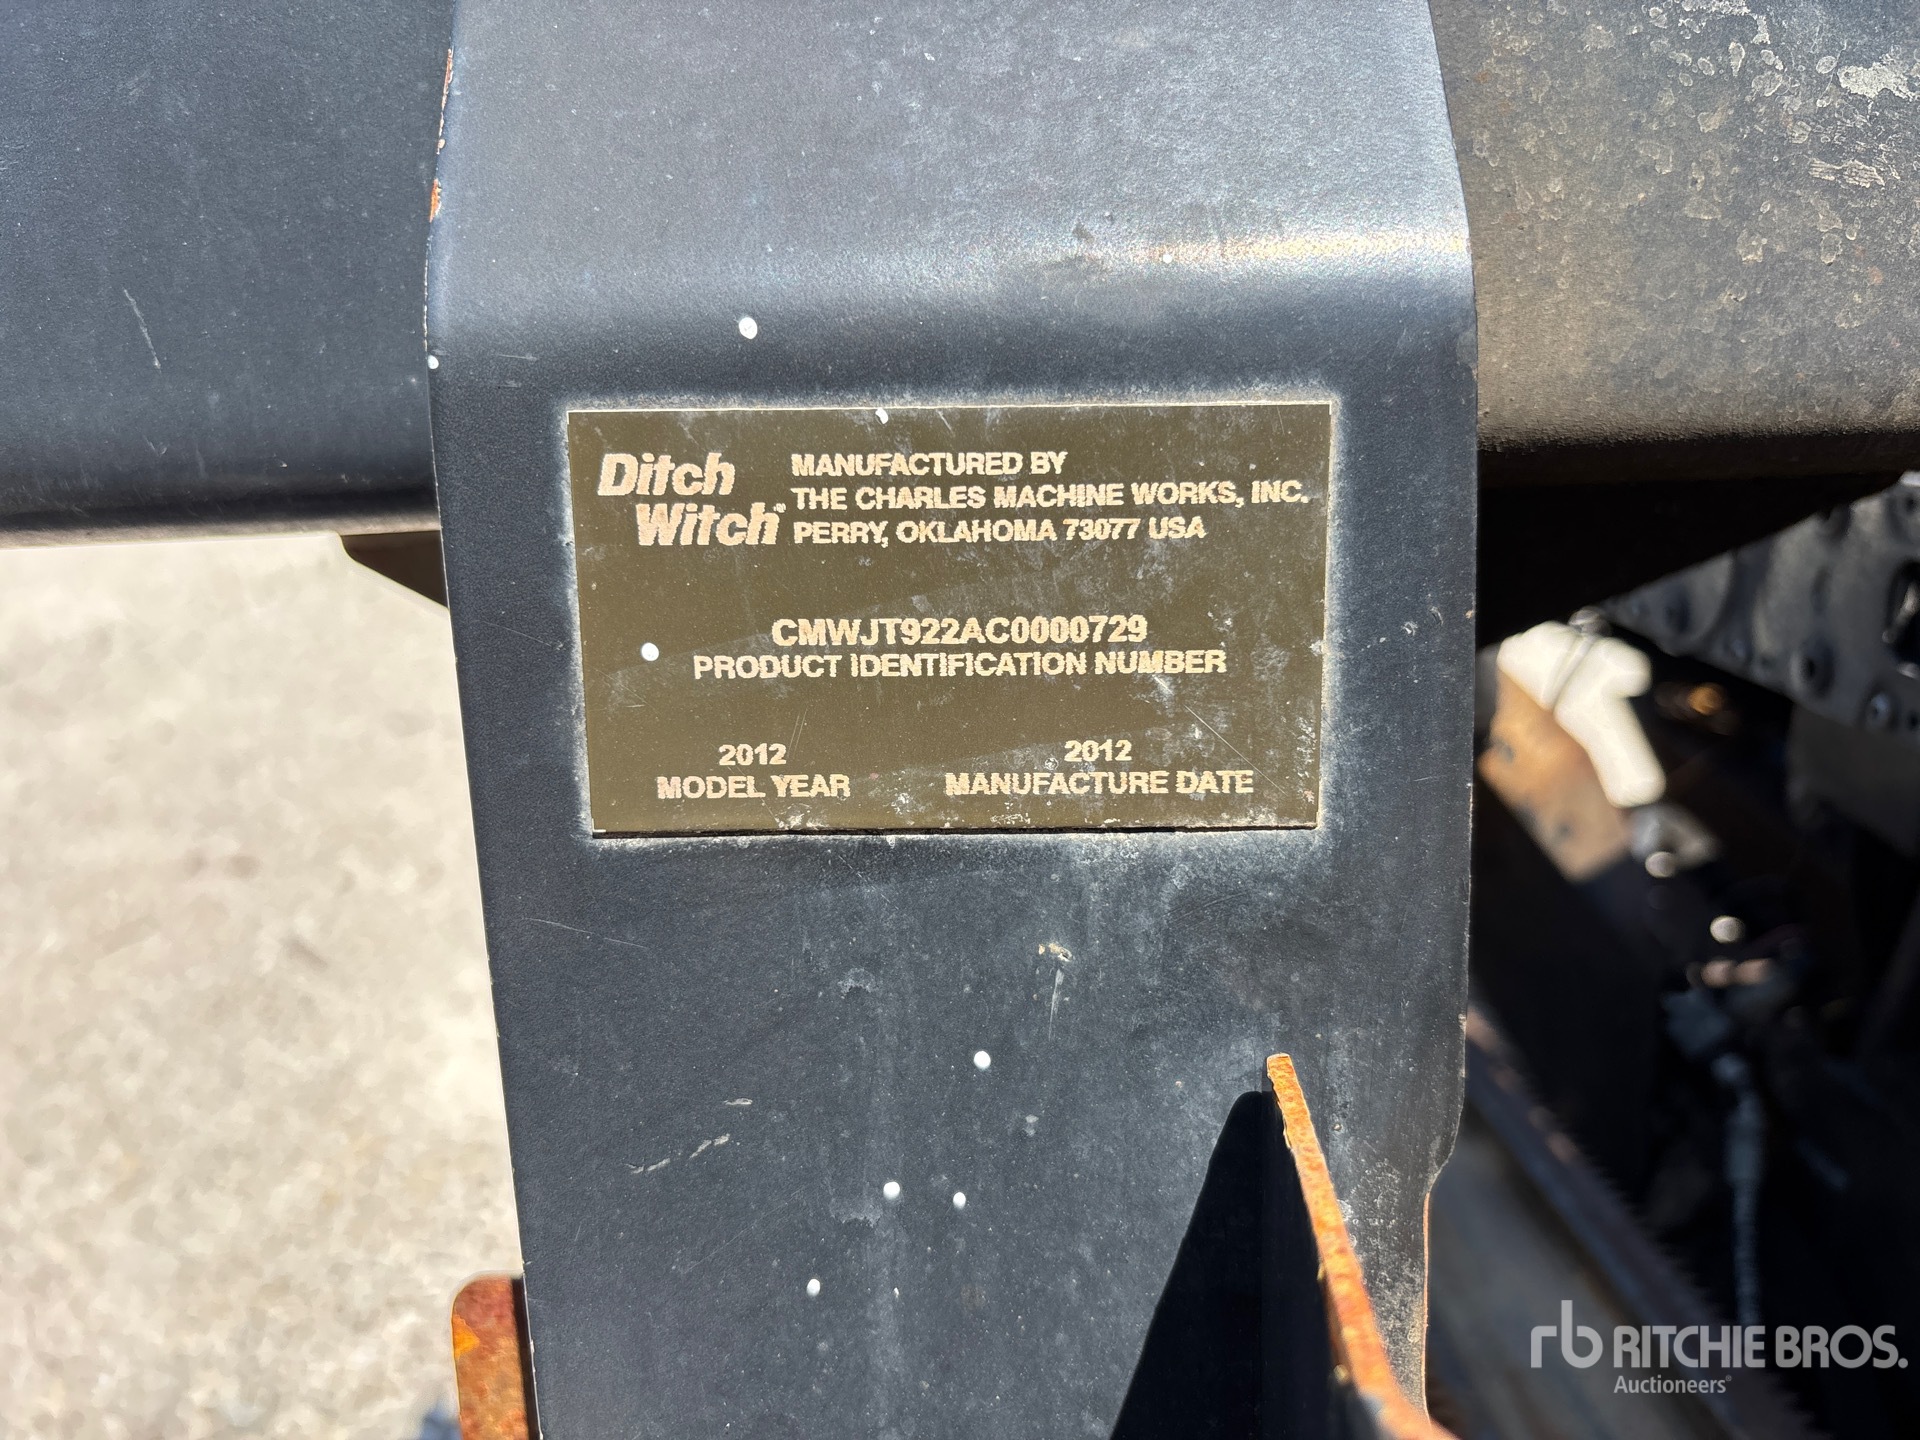 Ditch Witch®
MANUFACTURED BY
THE CHARLES MACHINE WORKS, INC.
PERRY, OKLAHOMA 73077 USA
CMWJT922AC0000729
PRODUCT IDENTIFICATION NUMBER
2012
MODEL YEAR
2012
MANUFACTURE DATE
rb RITCHIE BROS.
Auctioneers®